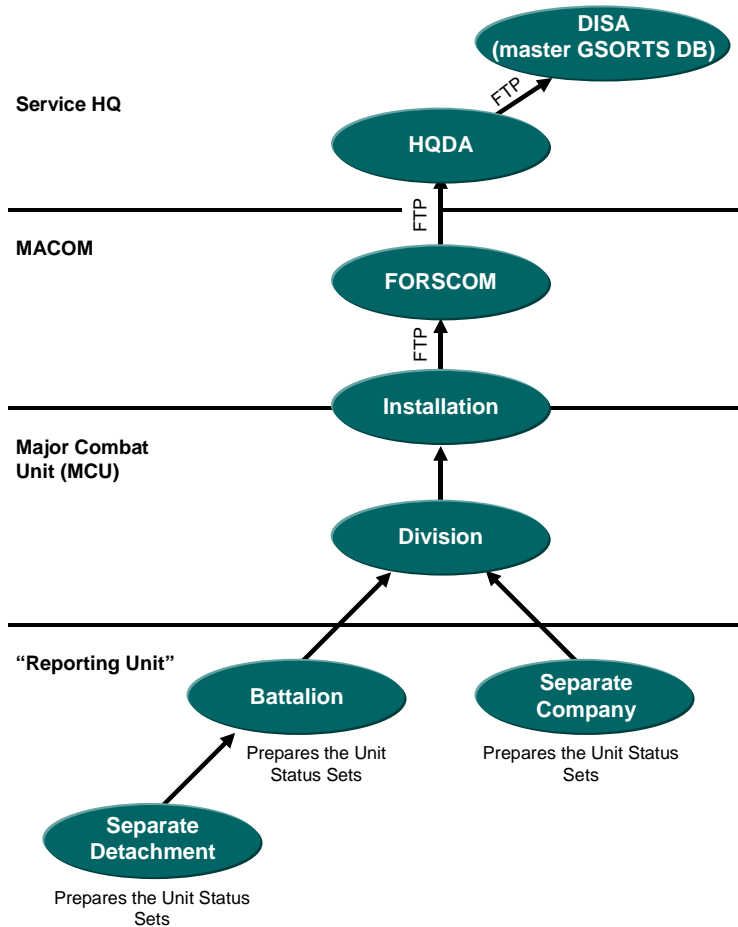 DISA
(master GSORTS DB)
FTP
Service HQ
HQDA
FTP
MACOM
FORSCOM
FTP
Installation
Major Combat
Unit (MCU)
Division
“Reporting Unit”
Battalion
Separate
Company
Prepares the Unit
Status Sets
Prepares the Unit Status
Sets
Separate
Detachment
Prepares the Unit Status
Sets